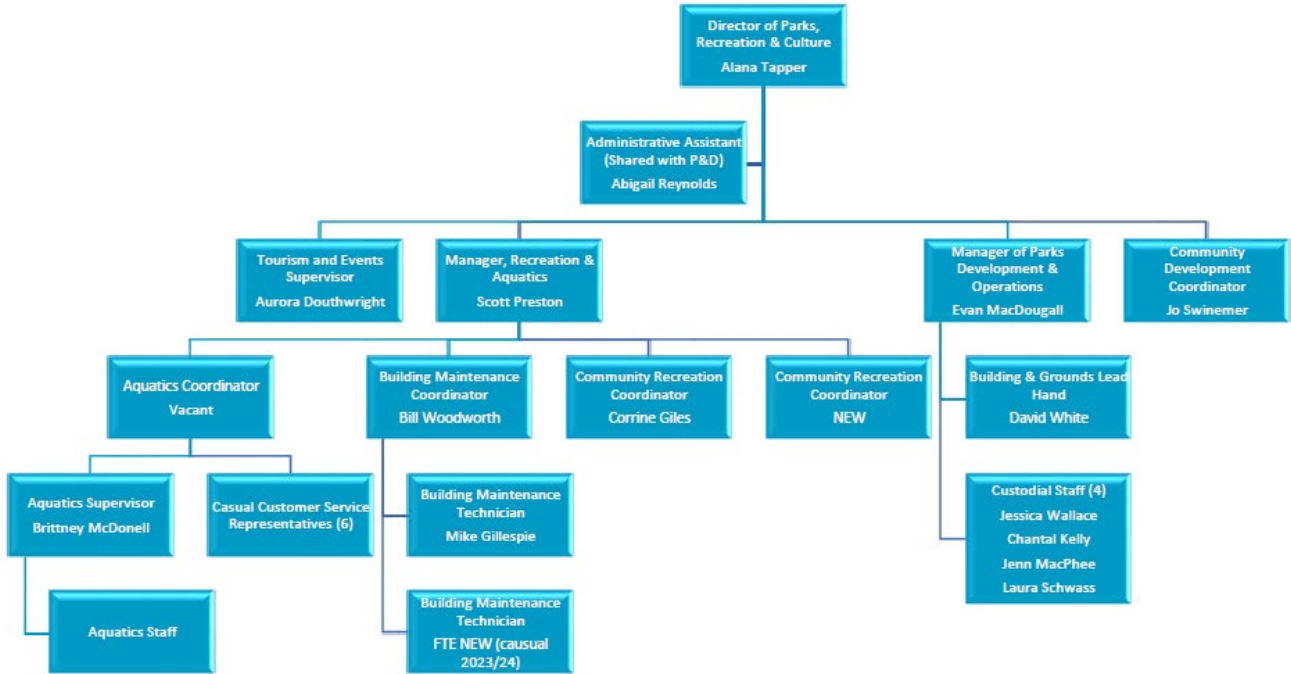 Director of Parks,
Recreation & Culture
Alana Tapper
Administrative Assistant
(Shared with P&D)
Abigail Reynolds
Tourism and Events
Supervisor
Aurora Douthwright
Manager, Recreation &
Aquatics
Scott Preston
Manager of Parks
Development &
Operations
Evan MacDougall
Community
Development
Coordinator
Jo Swinemer
Aquatics Coordinator
Vacant
Building Maintenance
Coordinator
Bill Woodworth
Community Recreation
Coordinator
Corrine Giles
Community Recreation
Coordinator
NEW
Building & Grounds Lead
Hand
David White
Aquatics Supervisor
Brittney McDonell
Casual Customer Service
Representatives (6)
Building Maintenance
Technician
Mike Gillespie
Custodial Staff (4)
Jessica Wallace
Chantal Kelly
Jenn MacPhee
Laura Schwass
Aquatics Staff
Building Maintenance
Technician
FTE NEW (causual
2023/24)